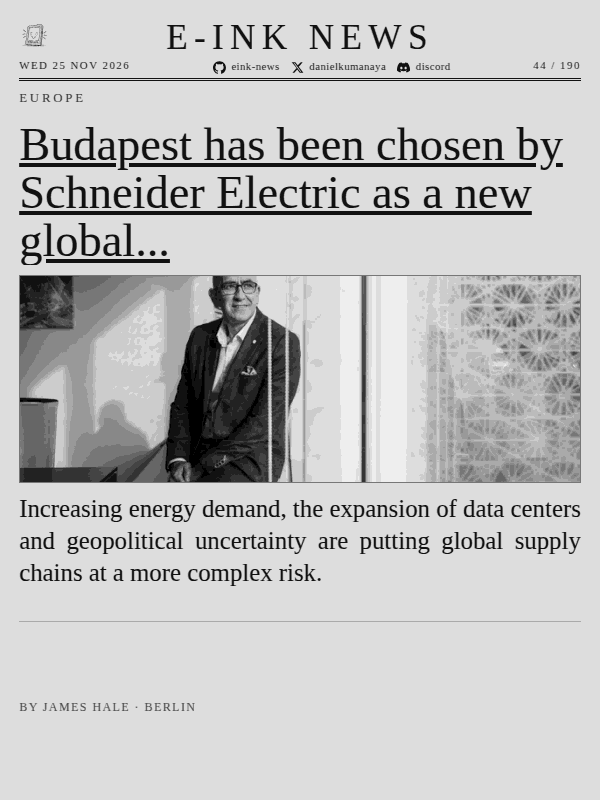 E-INK NEWS
WED 25 NOV 2026
eink-news danielkumanaya discord
44 / 190
EUROPE
Budapest has been chosen by
Schneider Electric as a new
global...
Increasing energy demand, the expansion of data centers
and geopolitical uncertainty are putting global supply
chains at a more complex risk.
BY JAMES HALE · BERLIN